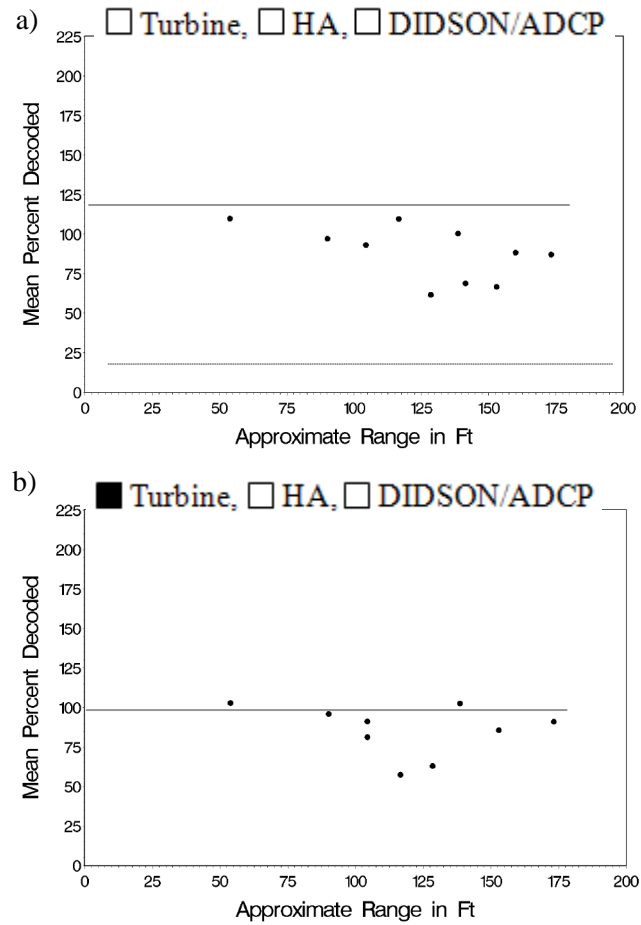 a)
☐ Turbine, ☐ HA, ☐ DIDSON/ADCP
225
200
175
150
125
100
75
50
25
0
Mean Percent Decoded
0 25 50 75 100 125 150 175 200
Approximate Range in Ft
b)
■ Turbine, ☐ HA, ☐ DIDSON/ADCP
225
200
175
150
125
100
75
50
25
0
Mean Percent Decoded
0 25 50 75 100 125 150 175 200
Approximate Range in Ft